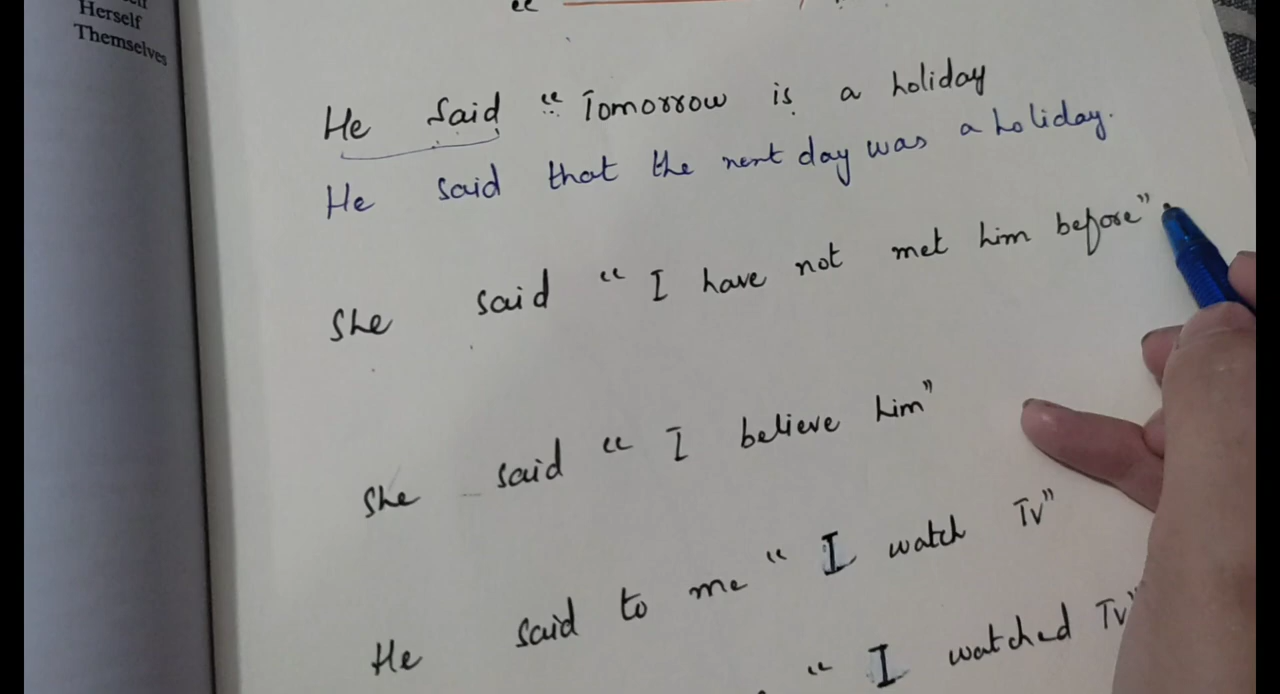 Herself
Themselves
“
He said “ Tomorrow is a holiday
He said that the next day was a holiday.
She said “ I have not met him before”
She said “ I believe him”
He said to me “ I watch Tv”
“ I watched Tv”